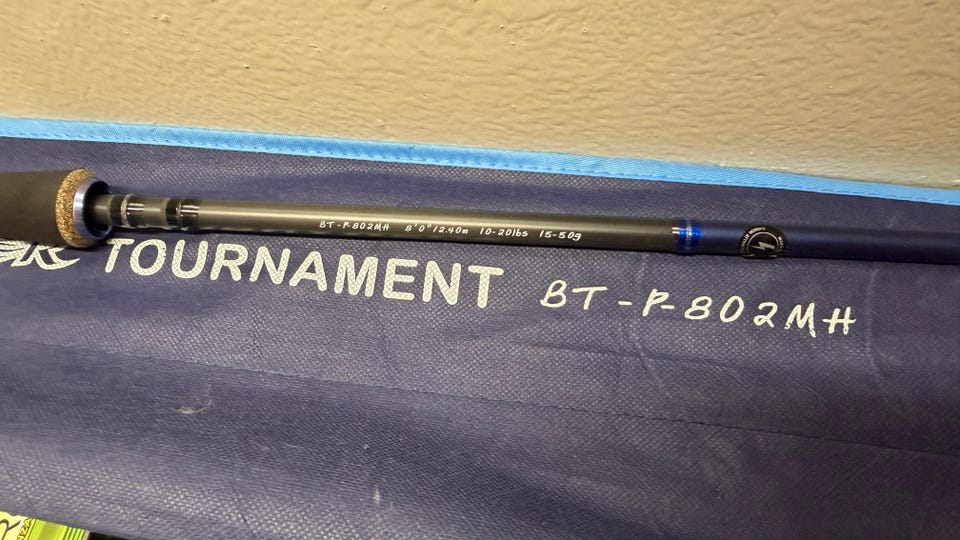 BT-P-802MH 8'0"/2.40m 10-20lbs 15-50g
TOURNAMENT BT-P-802MH